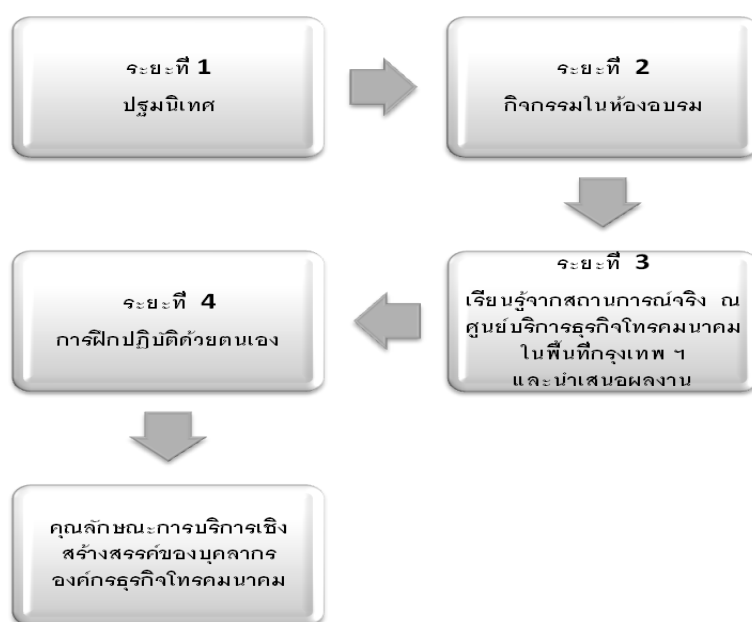 ระยะที่ 1
ปฐมนิเทศ
ระยะที่ 2
กิจกรรมในห้องอบรม
ระยะที่ 3
เรียนรู้จากสถานการณ์จริง ณ
ศูนย์บริการธุรกิจโทรคมนาคม
ในพื้นที่กรุงเทพ ฯ
และนำเสนอผลงาน
ระยะที่ 4
การฝึกปฏิบัติด้วยตนเอง
คุณลักษณะการบริการเชิง
สร้างสรรค์ของบุคลากร
องค์กรธุรกิจโทรคมนาคม